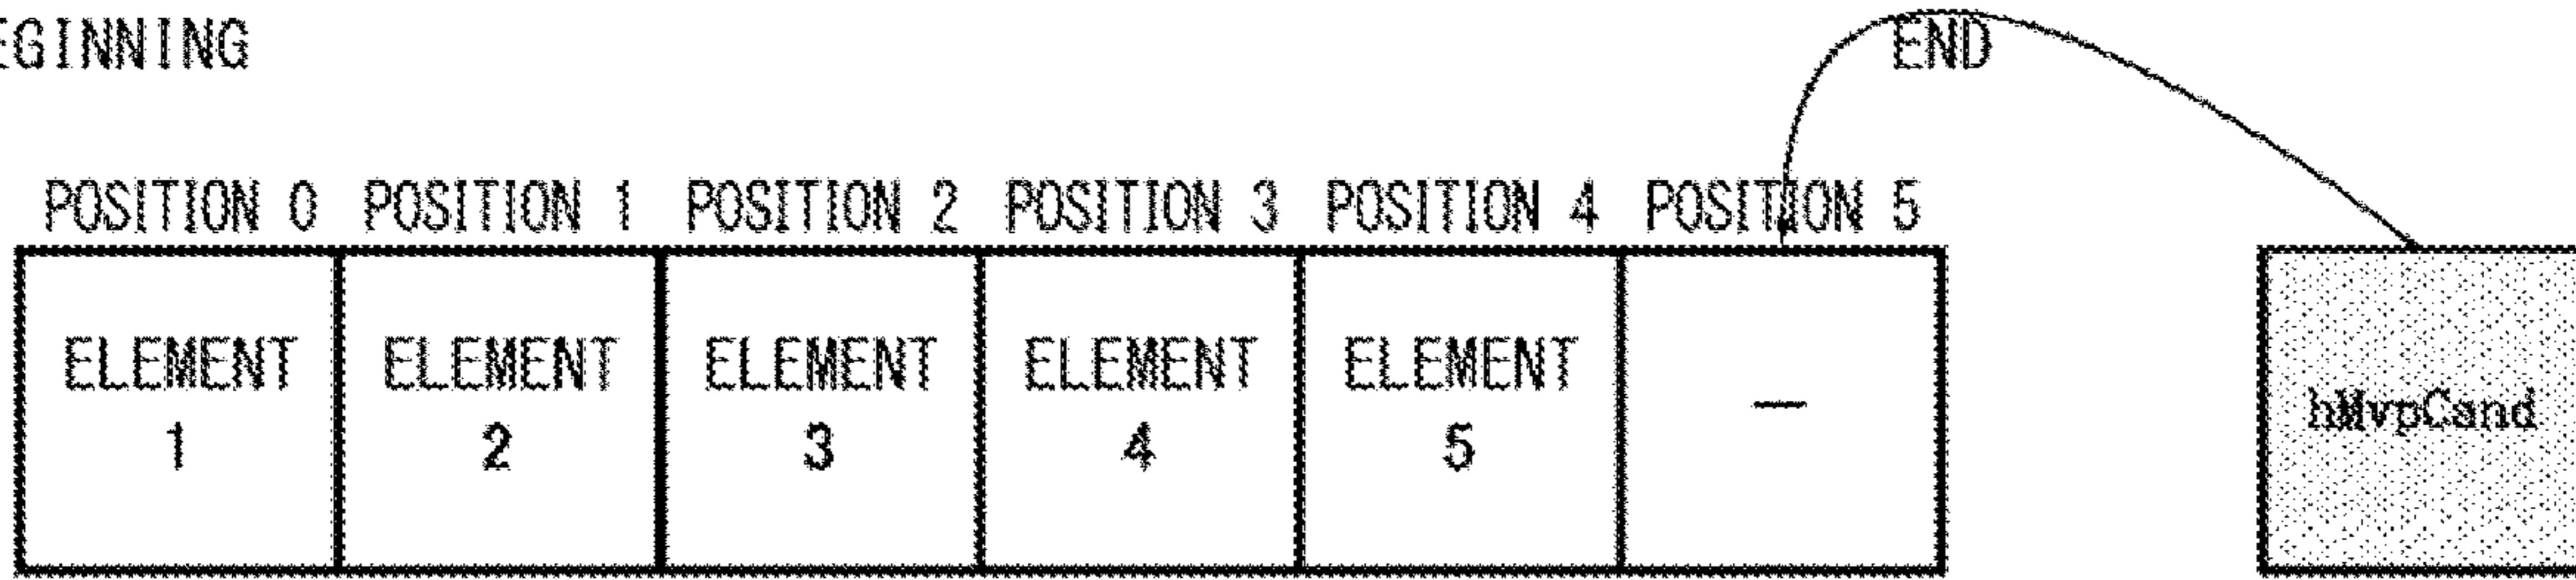 EGINNING
END
POSITION 0 POSITION 1 POSITION 2 POSITION 3 POSITION 4 POSITION 5
ELEMENT ELEMENT ELEMENT ELEMENT ELEMENT
1 2 3 4 5 —
hMvpCand